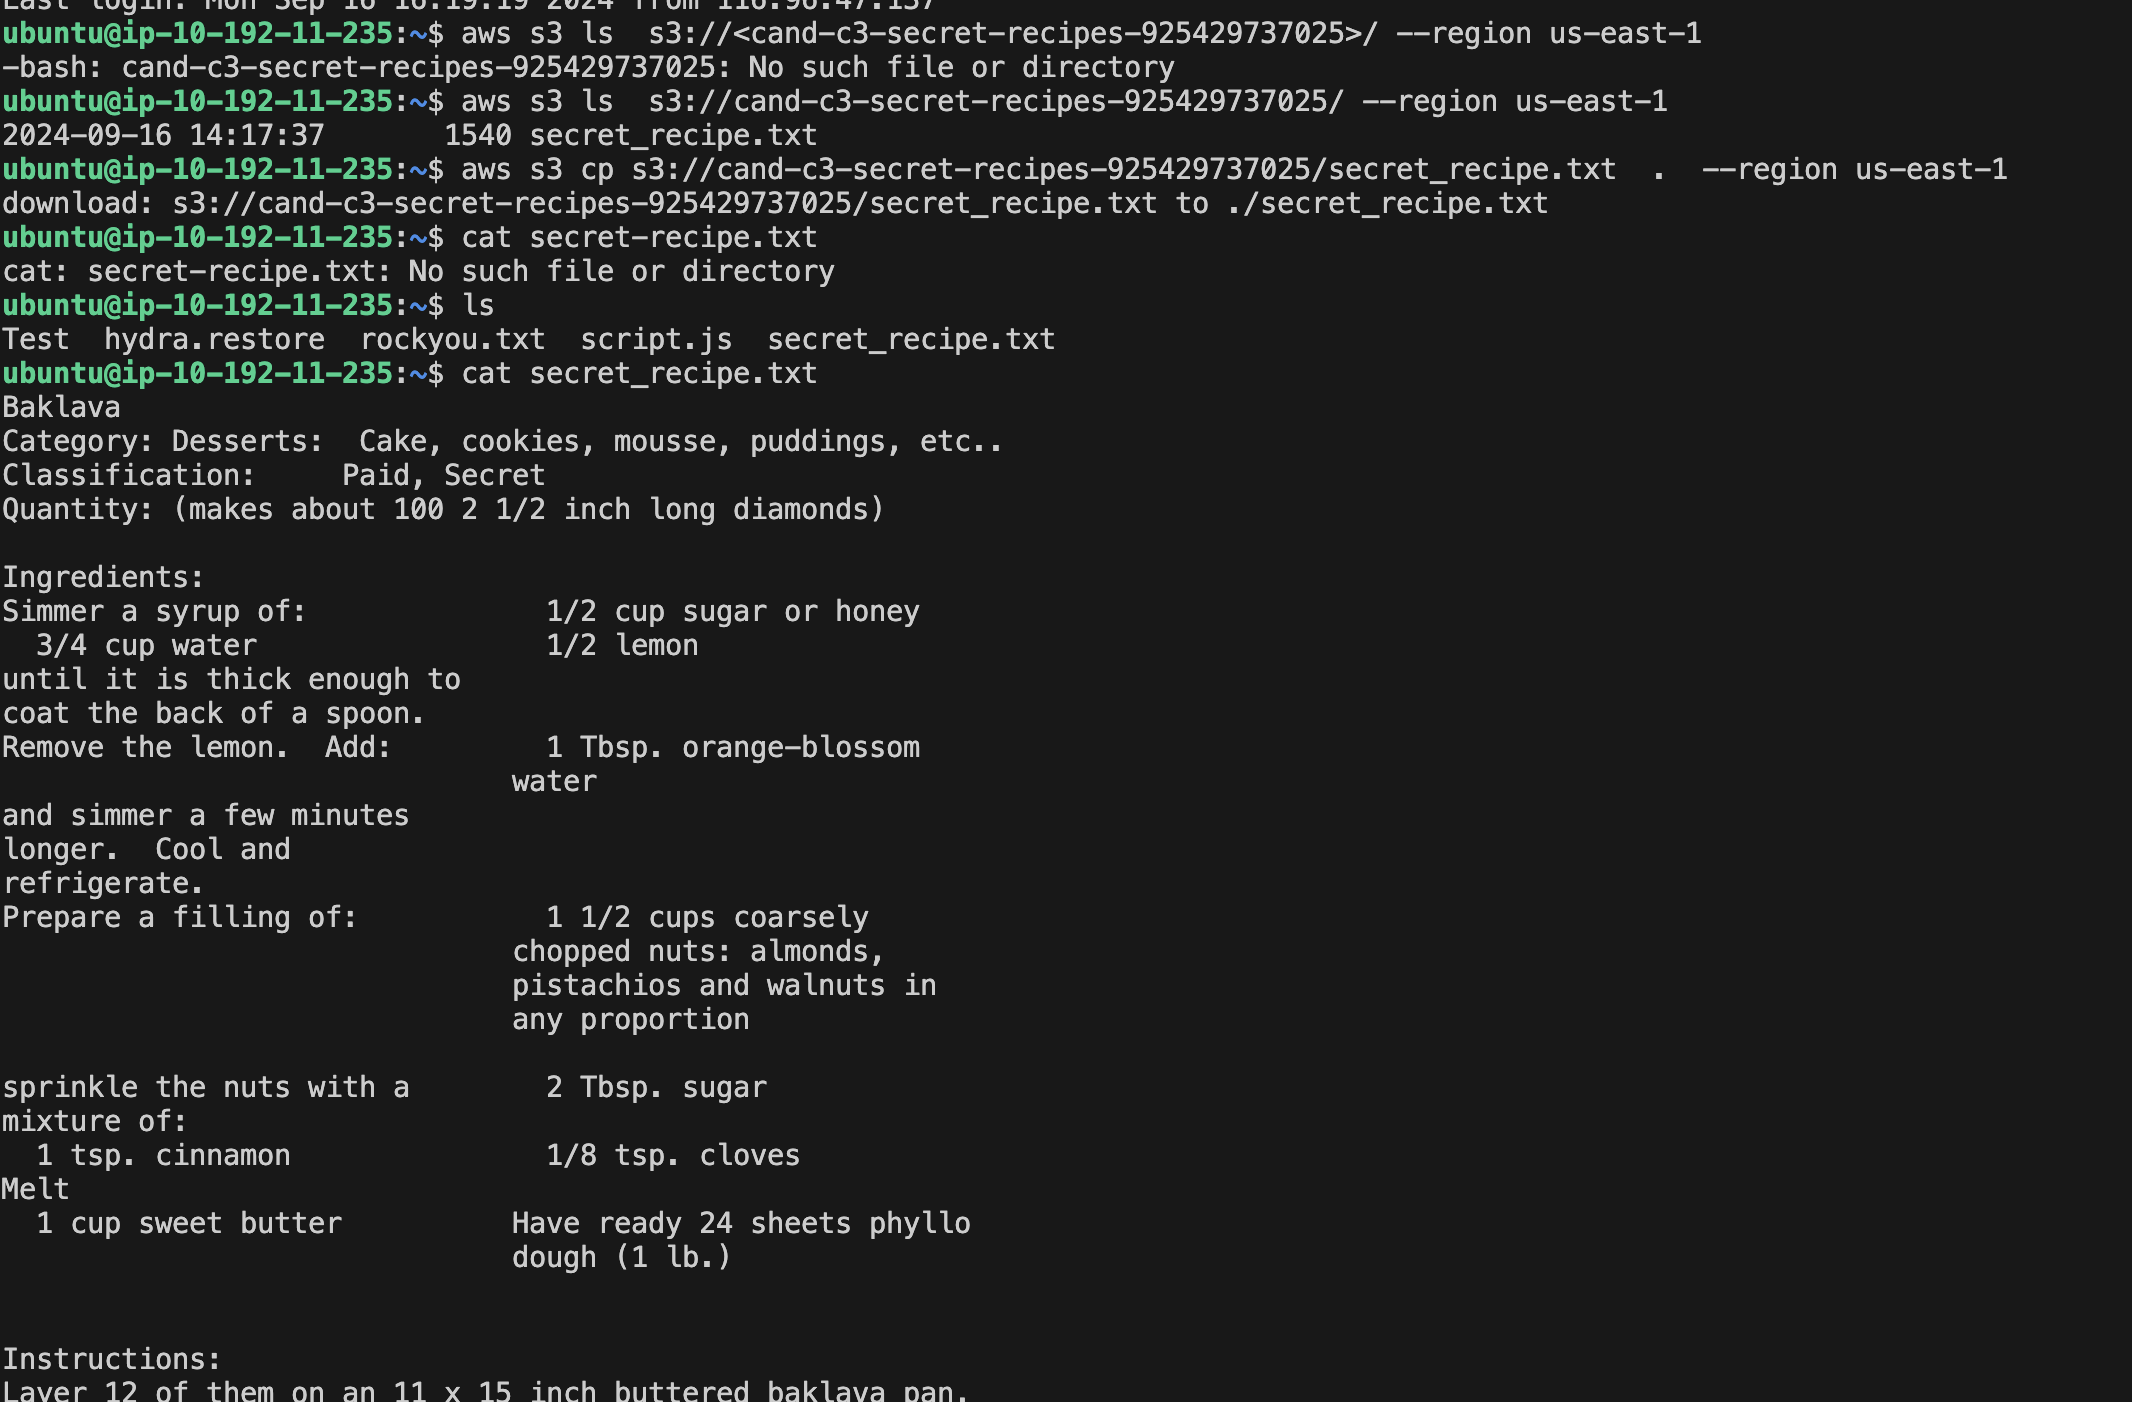 Last login: Mon Sep 16 16:19:19 2024 from 116.96.47.137
ubuntu@ip-10-192-11-235:~$ aws s3 ls  s3://<cand-c3-secret-recipes-925429737025>/ --region us-east-1
-bash: cand-c3-secret-recipes-925429737025: No such file or directory
ubuntu@ip-10-192-11-235:~$ aws s3 ls  s3://cand-c3-secret-recipes-925429737025/ --region us-east-1
2024-09-16 14:17:37       1540 secret_recipe.txt
ubuntu@ip-10-192-11-235:~$ aws s3 cp s3://cand-c3-secret-recipes-925429737025/secret_recipe.txt  .  --region us-east-1
download: s3://cand-c3-secret-recipes-925429737025/secret_recipe.txt to ./secret_recipe.txt
ubuntu@ip-10-192-11-235:~$ cat secret-recipe.txt
cat: secret-recipe.txt: No such file or directory
ubuntu@ip-10-192-11-235:~$ ls
Test  hydra.restore  rockyou.txt  script.js  secret_recipe.txt
ubuntu@ip-10-192-11-235:~$ cat secret_recipe.txt
Baklava
Category: Desserts:  Cake, cookies, mousse, puddings, etc..
Classification:     Paid, Secret
Quantity: (makes about 100 2 1/2 inch long diamonds)
Ingredients:
Simmer a syrup of:              1/2 cup sugar or honey
  3/4 cup water                 1/2 lemon
until it is thick enough to
coat the back of a spoon.
Remove the lemon.  Add:         1 Tbsp. orange-blossom
                              water
and simmer a few minutes
longer.  Cool and
refrigerate.
Prepare a filling of:           1 1/2 cups coarsely
                              chopped nuts: almonds,
                              pistachios and walnuts in
                              any proportion
sprinkle the nuts with a        2 Tbsp. sugar
mixture of:
  1 tsp. cinnamon               1/8 tsp. cloves
Melt
  1 cup sweet butter          Have ready 24 sheets phyllo
                              dough (1 lb.)
Instructions:
Layer 12 of them on an 11 x 15 inch buttered baklava pan.